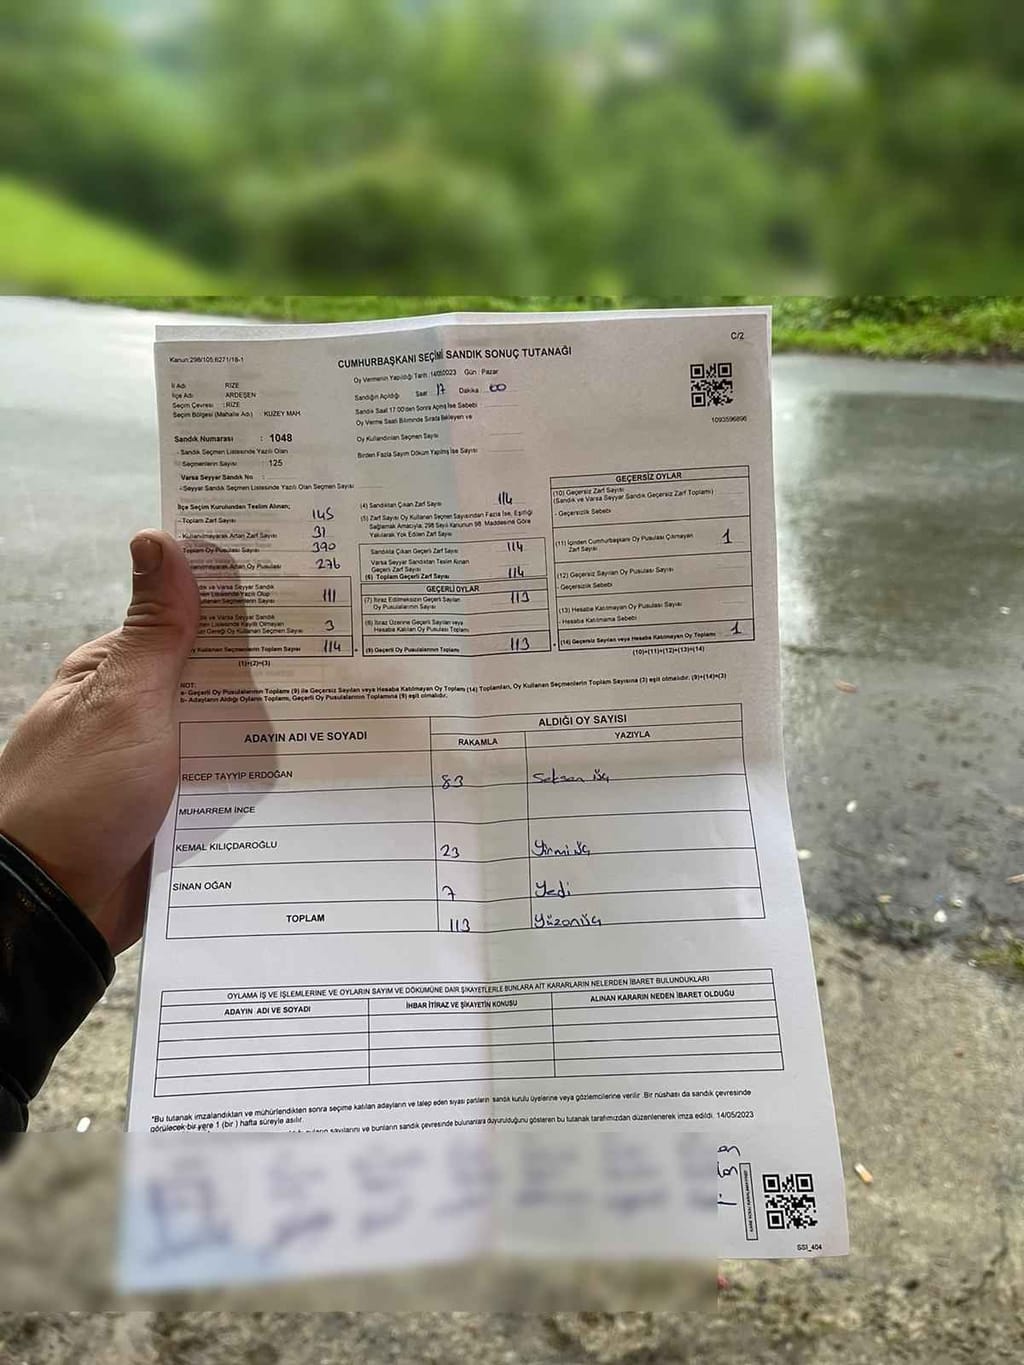 C/2
Kanun:298/105;6271/18-1
CUMHURBAŞKANI SEÇİMİ SANDIK SONUÇ TUTANAĞI
İl Adı RİZE
İlçe Adı ARDEŞEN
Seçim Çevresi : RİZE
Seçim Bölgesi (Mahalle Adı) : KUZEY MAH
Oy Vermenin Yapıldığı Tarih : 14/05/2023 Gün : Pazar
Sandığın Açıldığı Saat 17 Dakika 00
Sandık Saat 17.00'den Sonra Açılmış İse Sebebi
Oy Verme Saati Bitiminde Sırada Bekleyen ve
Oy Kullandırılan Seçmen Sayısı
Birden Fazla Sayım Döküm Yapılmış İse Sayısı
1093596896
Sandık Numarası : 1048
- Sandık Seçmen Listesinde Yazılı Olan
Seçmenlerin Sayısı : 125
Varsa Seyyar Sandık No :
- Seyyar Sandık Seçmen Listesinde Yazılı Olan Seçmen Sayısı
İlçe Seçim Kurulundan Teslim Alınan;
- Toplam Zarf Sayısı 145
- Kullanılmayarak Artan Zarf Sayısı 31
Toplam Oy Pusulası Sayısı 390
Artan Oy Pusulası 276
Sandık ve Varsa Seyyar Sandık
Listesinde Yazılı Olup
Kullanan Seçmenlerin Sayısı 111
ve Varsa Seyyar Sandık
Listesinde Kayıtlı Olmayan
Gereği Oy Kullanan Seçmen Sayısı 3
Oy Kullanan Seçmenlerin Toplam Sayısı 114
(1)+(2)=(3)
(4) Sandıktan Çıkan Zarf Sayısı 114
(5) Zarf Sayısı Oy Kullanan Seçmen Sayısından Fazla İse, Eşitliği
Sağlamak Amacıyla, 298 Sayılı Kanunun 98. Maddesine Göre
Yakılarak Yok Edilen Zarf Sayısı
Sandıkta Çıkan Geçerli Zarf Sayısı 114
Varsa Seyyar Sandıktan Teslim Alınan
Geçerli Zarf Sayısı
(6) Toplam Geçerli Zarf Sayısı 114
GEÇERLİ OYLAR
(7) İtiraz Edilmeksizin Geçerli Sayılan
Oy Pusulalarının Sayısı 113
(8) İtiraz Üzerine Geçerli Sayılan veya
Hesaba Katılan Oy Pusulası Toplamı
(9) Geçerli Oy Pusulalarının Toplamı 113
GEÇERSİZ OYLAR
(10) Geçersiz Zarf Sayısı
(Sandık ve Varsa Seyyar Sandık Geçersiz Zarf Toplamı)
- Geçersizlik Sebebi
(11) İçinden Cumhurbaşkanı Oy Pusulası Çıkmayan
Zarf Sayısı 1
(12) Geçersiz Sayılan Oy Pusulası Sayısı
- Geçersizlik Sebebi
(13) Hesaba Katılmayan Oy Pusulası Sayısı
- Hesaba Katılmama Sebebi
(14) Geçersiz Sayılan veya Hesaba Katılmayan Oy Toplamı 1
(10)+(11)+(12)+(13)=(14)
NOT:
a- Geçerli Oy Pusulalarının Toplamı (9) ile Geçersiz Sayılan veya Hesaba Katılmayan Oy Toplamı (14) Toplamları, Oy Kullanan Seçmenlerin Toplam Sayısına (3) eşit olmalıdır. (9)+(14)=(3)
b- Adayların Aldığı Oyların Toplamı, Geçerli Oy Pusulalarının Toplamına (9) eşit olmalıdır.
ADAYIN ADI VE SOYADI ALDIĞI OY SAYISI
RAKAMLA YAZIYLA
RECEP TAYYİP ERDOĞAN 83 Seksen üç
MUHARREM İNCE
KEMAL KILIÇDAROĞLU 23 Yirmi üç
SİNAN OĞAN 7 Yedi
TOPLAM 113 Yüzonüç
OYLAMA İŞ VE İŞLEMLERİNE VE OYLARIN SAYIM VE DÖKÜMÜNE DAİR ŞİKAYETLERLE BUNLARA AİT KARARLARIN NELERDEN İBARET BULUNDUKLARI
ADAYIN ADI VE SOYADI İHBAR İTİRAZ VE ŞİKAYETİN KONUSU ALINAN KARARIN NEDEN İBARET OLDUĞU
*Bu tutanak imzalandıktan ve mühürlendikten sonra seçime katılan adayların ve talep eden siyasi partilerin sandık kurulu üyelerine veya gözlemcilerine verilir. Bir nüshası da sandık çevresinde
görülecek bir yere 1 (bir) hafta süreyle asılır.
sayılarını ve bunların sandık çevresinde bulunanlara duyurulduğunu gösteren bu tutanak tarafımızdan düzenlenerek imza edildi. 14/05/2023
SS1_404